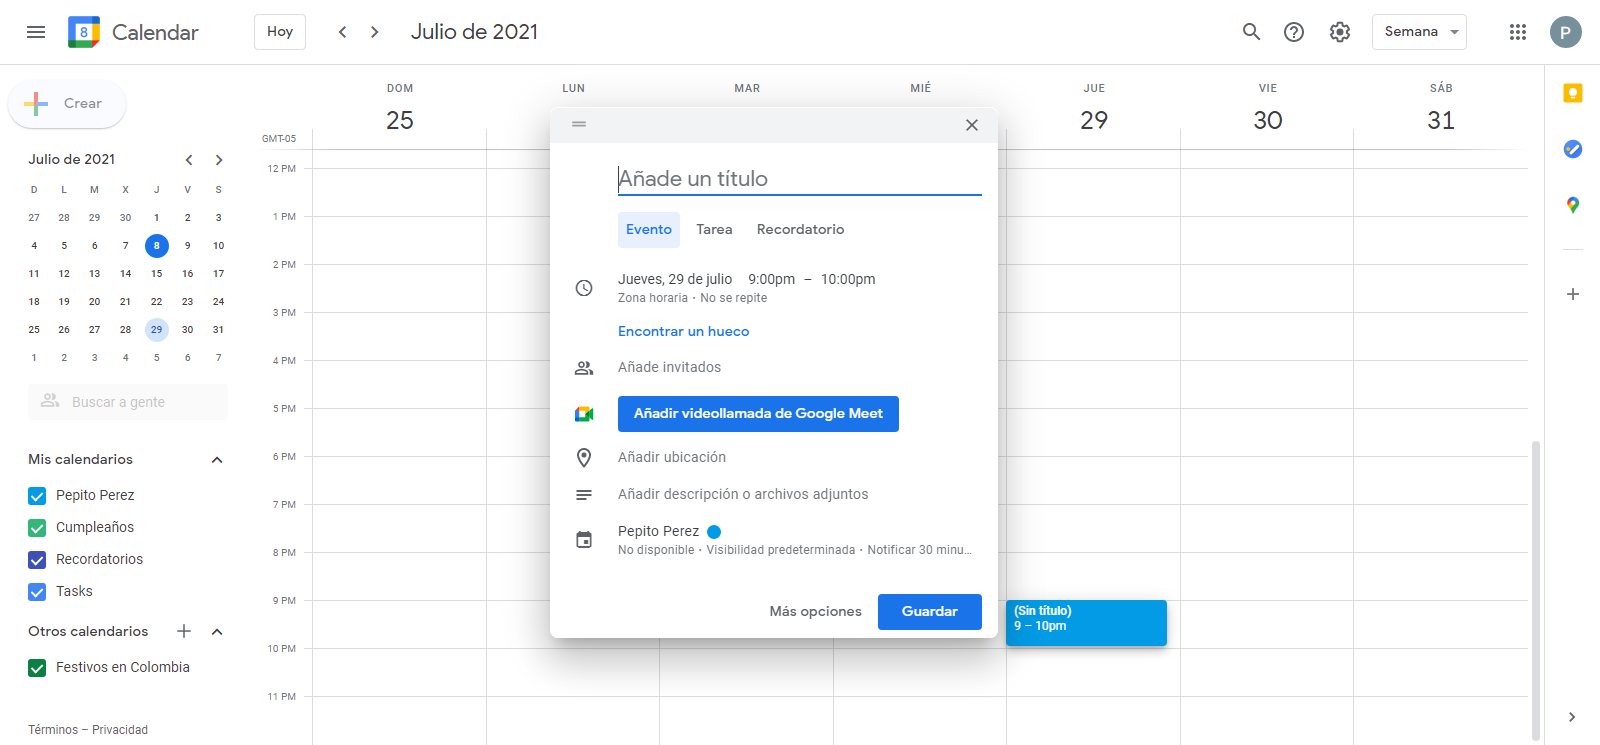 8 Calendar
Hoy
Julio de 2021
Semana
P
Crear
Julio de 2021
D L M X J V S
27 28 29 30 1 2 3
4 5 6 7 8 9 10
11 12 13 14 15 16 17
18 19 20 21 22 23 24
25 26 27 28 29 30 31
1 2 3 4 5 6 7
Buscar a gente
Mis calendarios
Pepito Perez
Cumpleaños
Recordatorios
Tasks
Otros calendarios
Festivos en Colombia
Términos – Privacidad
DOM LUN MAR MIÉ JUE VIE SÁB
25 29 30 31
GMT-05
12 PM
1 PM
2 PM
3 PM
4 PM
5 PM
6 PM
7 PM
8 PM
9 PM
10 PM
11 PM
Añade un título
Evento Tarea Recordatorio
Jueves, 29 de julio 9:00pm – 10:00pm
Zona horaria · No se repite
Encontrar un hueco
Añade invitados
Añadir videollamada de Google Meet
Añadir ubicación
Añadir descripción o archivos adjuntos
Pepito Perez
No disponible · Visibilidad predeterminada · Notificar 30 minu...
Más opciones Guardar
(Sin título)
9 – 10pm